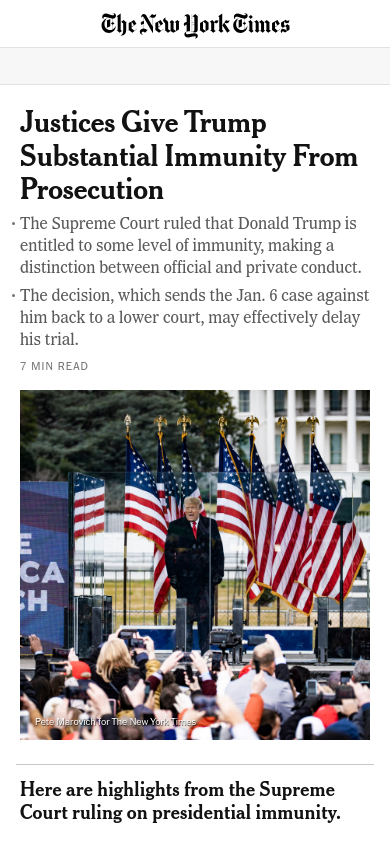 The New York Times
Justices Give Trump
Substantial Immunity From
Prosecution
· The Supreme Court ruled that Donald Trump is
entitled to some level of immunity, making a
distinction between official and private conduct.
· The decision, which sends the Jan. 6 case against
him back to a lower court, may effectively delay
his trial.
7 MIN READ
E
CA
CH
Pete Marovich for The New York Times
Here are highlights from the Supreme
Court ruling on presidential immunity.